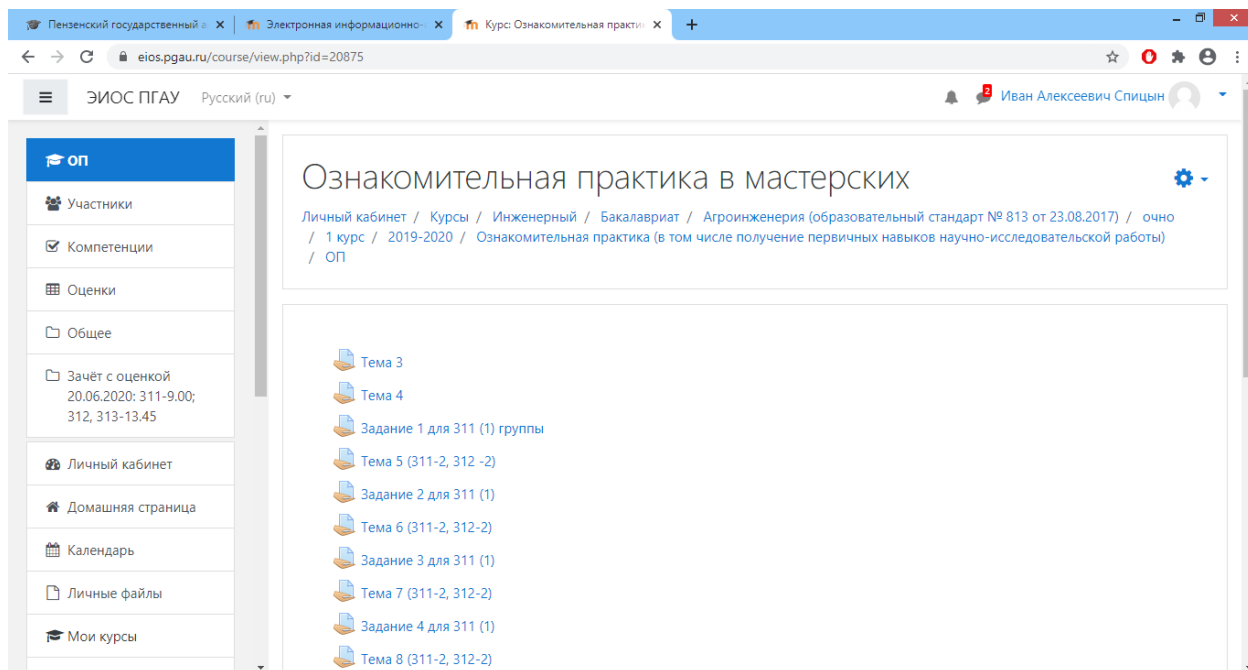 Пензенский государственный а
Электронная информационно-
Курс: Ознакомительная практи
eios.pgau.ru/course/view.php?id=20875
ЭИОС ПГАУ Русский (ru)
2
Иван Алексеевич Спицын
ОП
Участники
Компетенции
Оценки
Общее
Зачёт с оценкой
20.06.2020: 311-9.00;
312, 313-13.45
Личный кабинет
Домашняя страница
Календарь
Личные файлы
Мои курсы
Ознакомительная практика в мастерских
Личный кабинет / Курсы / Инженерный / Бакалавриат / Агроинженерия (образовательный стандарт № 813 от 23.08.2017) / очно
/ 1 курс / 2019-2020 / Ознакомительная практика (в том числе получение первичных навыков научно-исследовательской работы)
/ ОП
Тема 3
Тема 4
Задание 1 для 311 (1) группы
Тема 5 (311-2, 312 -2)
Задание 2 для 311 (1)
Тема 6 (311-2, 312-2)
Задание 3 для 311 (1)
Тема 7 (311-2, 312-2)
Задание 4 для 311 (1)
Тема 8 (311-2, 312-2)